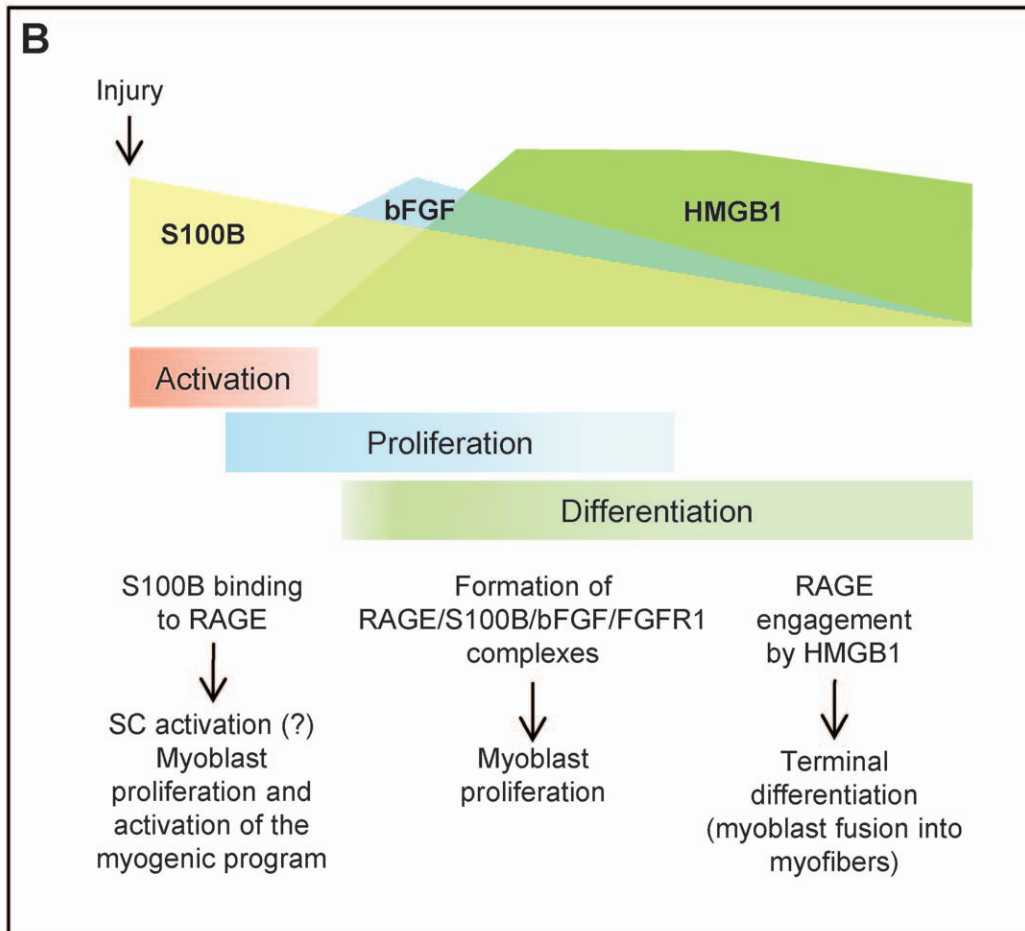 B
Injury
S100B
bFGF
HMGB1
Activation
Proliferation
Differentiation
S100B binding
to RAGE
SC activation (?)
Myoblast
proliferation and
activation of the
myogenic program
Formation of
RAGE/S100B/bFGF/FGFR1
complexes
Myoblast
proliferation
RAGE
engagement
by HMGB1
Terminal
differentiation
(myoblast fusion into
myofibers)